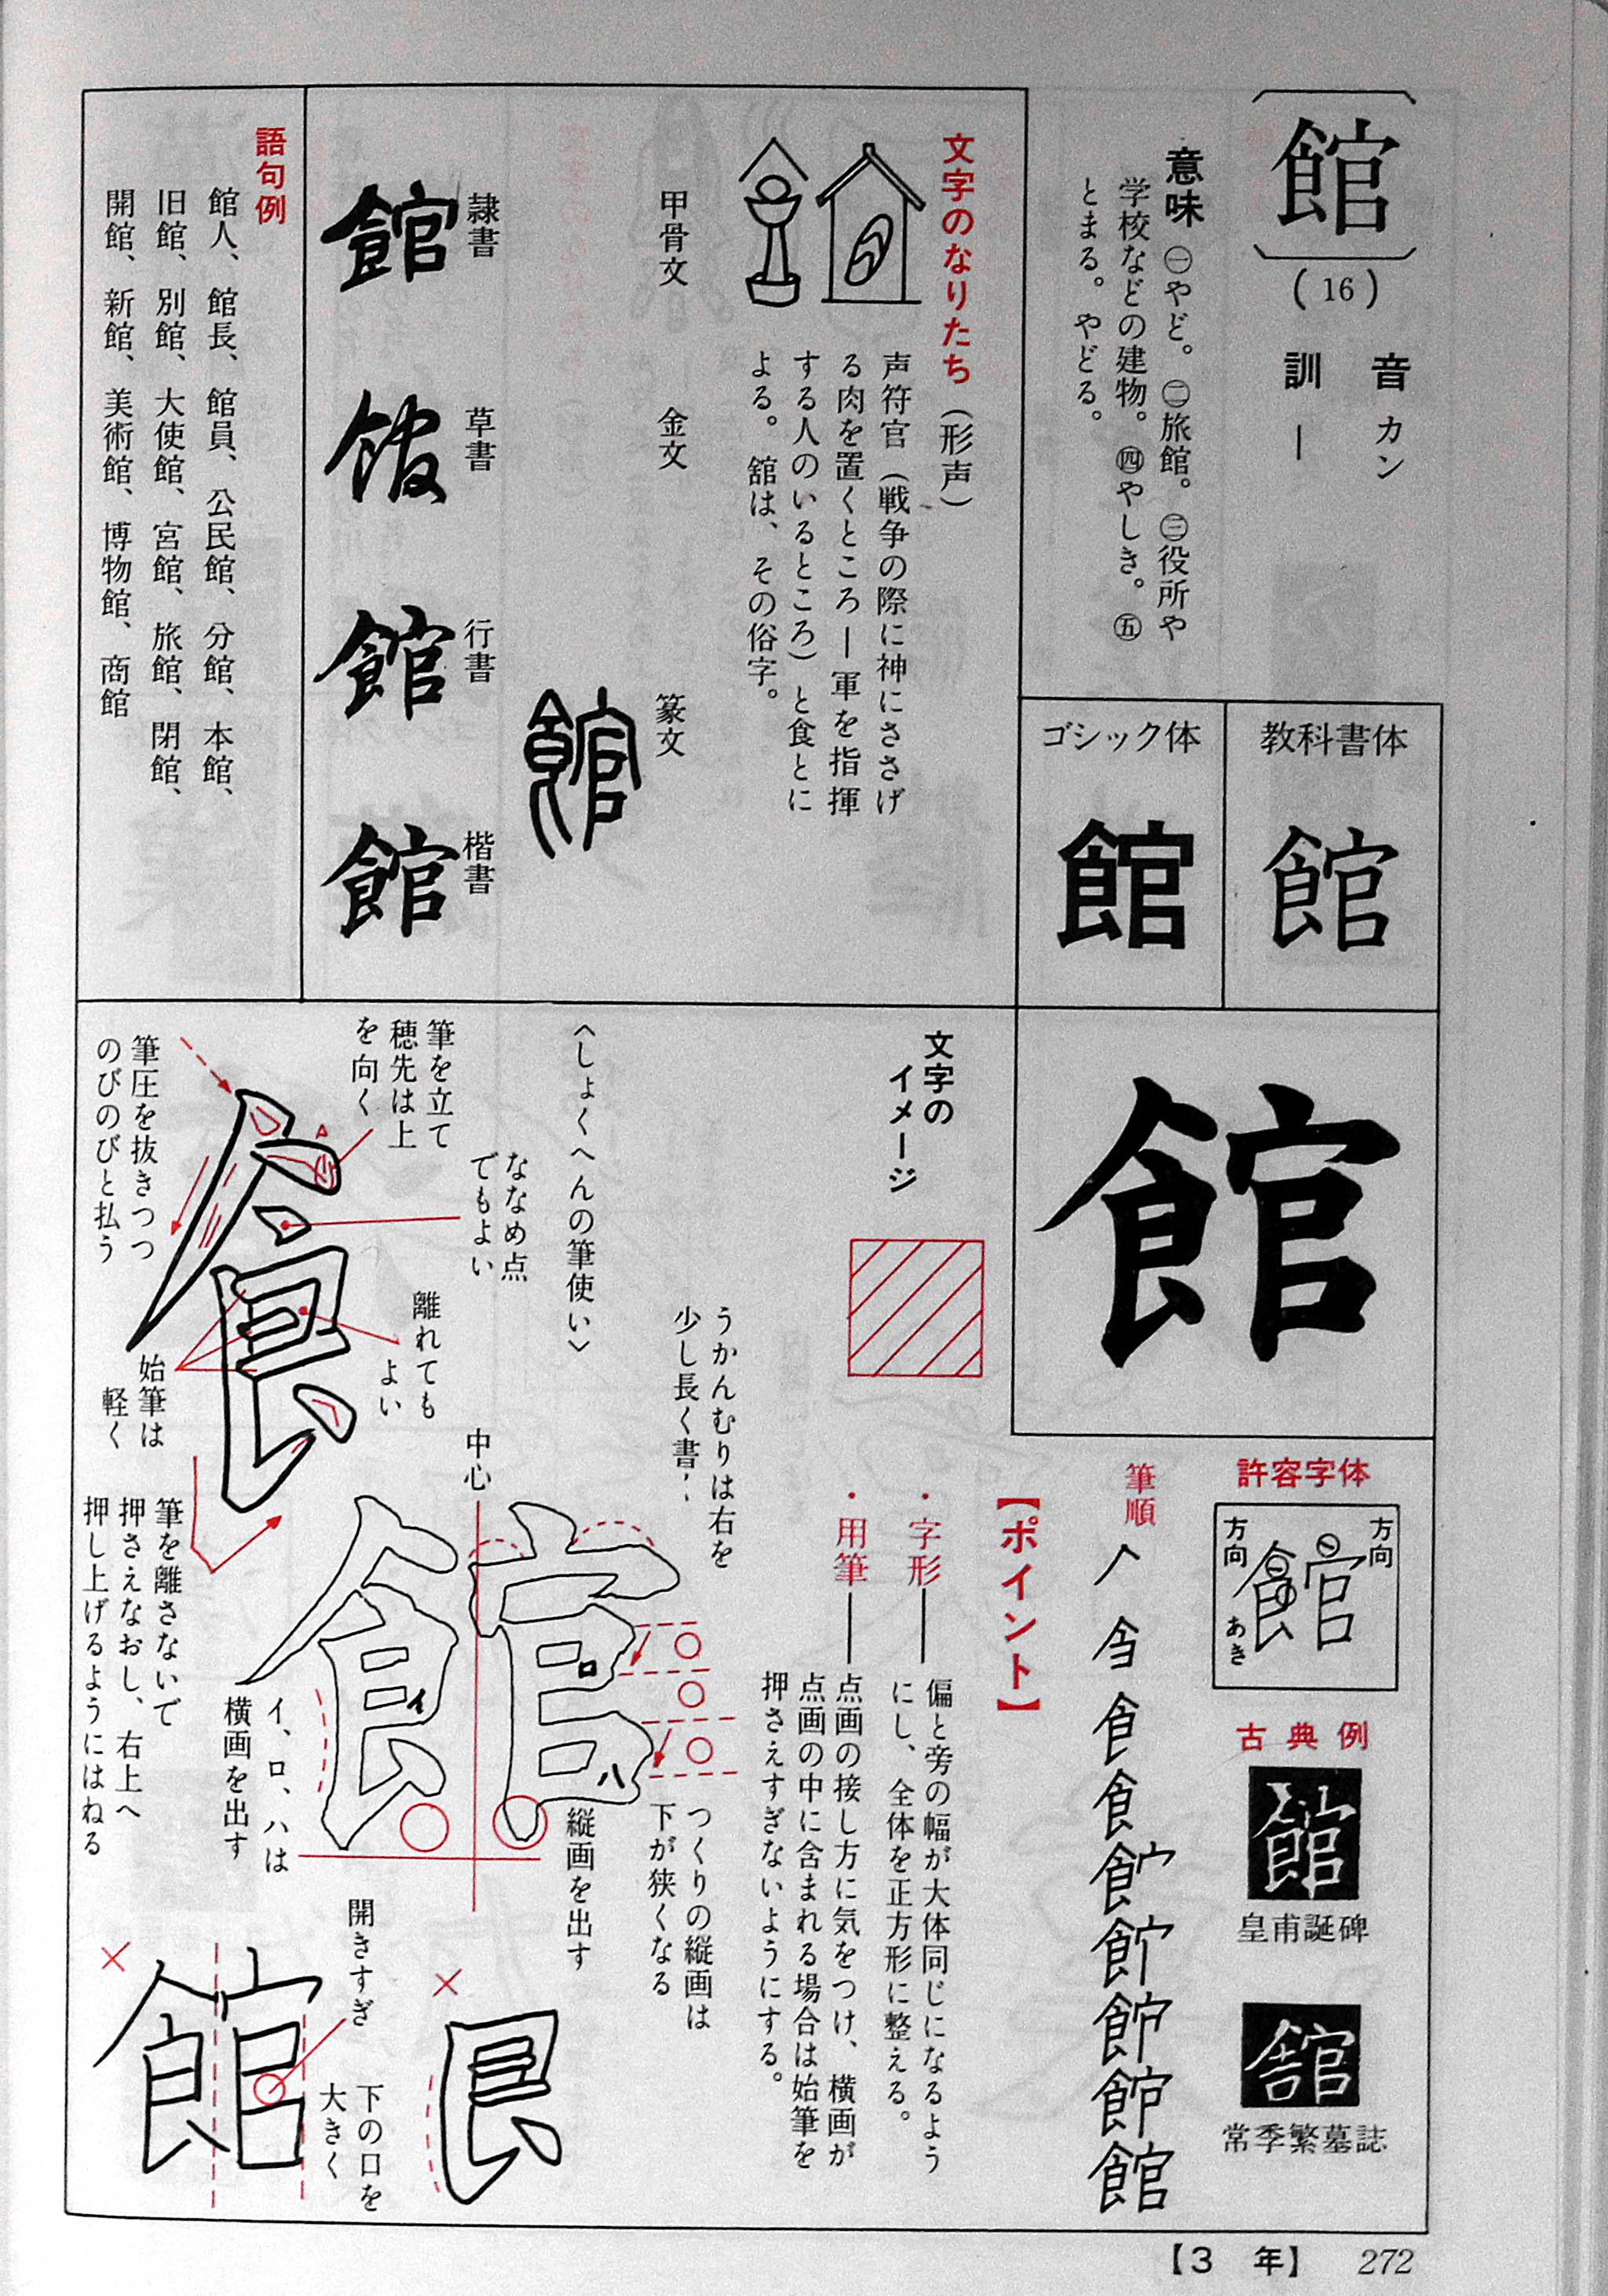 館
(16)
音 カン
訓 ー
意味 ㊀やど。㊁旅館。㊂役所や
学校などの建物。㊃やしき。㊄
とまる。やどる。
教科書体
館
ゴシック体
館
文字のなりたち（形声）
声符官（戦争の際に神にささげ
る肉を置くところー軍を指揮
する人のいるところ）と食とに
よる。舘は、その俗字。
甲骨文
金文
篆文
館
隷書
館
草書
館
行書
館
楷書
館
語句例
館人、館長、館員、公民館、分館、本館、
旧館、別館、大使館、宮館、旅館、閉館、
開館、新館、美術館、博物館、商館
館
許容字体
方向
館
方向
あき
古典例
館
皇甫誕碑
舘
常季繁墓誌
筆順
館
【ポイント】
・字形―偏と旁の幅が大体同じになるよう
にし、全体を正方形に整える。
・用筆―点画の接し方に気をつけ、横画が
点画の中に含まれる場合は始筆を
押さえすぎないようにする。
文字の
イメージ
うかんむりは右を
少し長く書く
つくりの縦画は
下が狭くなる
縦画を出す
中心
館
イ
ロ
ハ
イ、ロ、ハは
横画を出す
〈しょくへんの筆使い〉
ななめ点
でもよい
筆を立て
穂先は上
を向く
離れても
よい
筆圧を抜きつつ
のびのびと払う
始筆は
軽く
筆を離さないで
押さえなおし、右上へ
押し上げるようにはねる
開きすぎ
下の口を
大きく
×
館
×
【3 年】 272